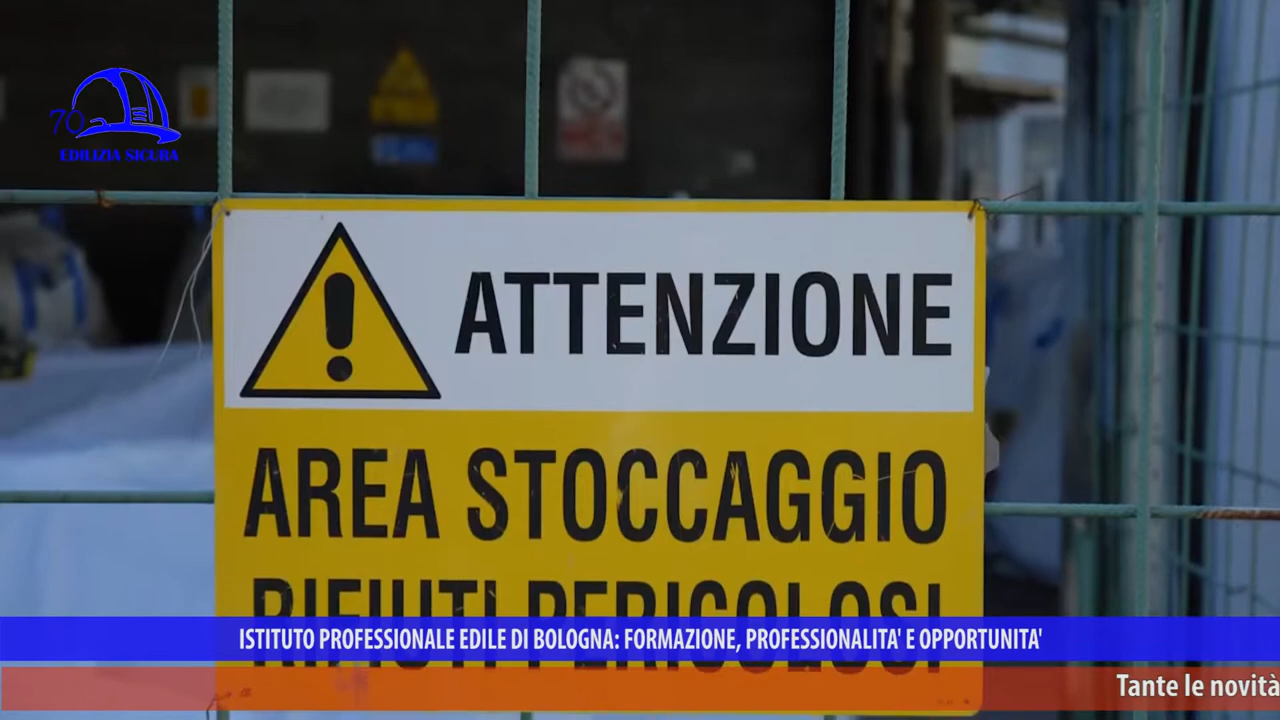 70
EDILIZIA SICURA
ATTENZIONE
AREA STOCCAGGIO
RIFIUTI PERICOLOSI
ISTITUTO PROFESSIONALE EDILE DI BOLOGNA: FORMAZIONE, PROFESSIONALITA' E OPPORTUNITA'
Tante le novità